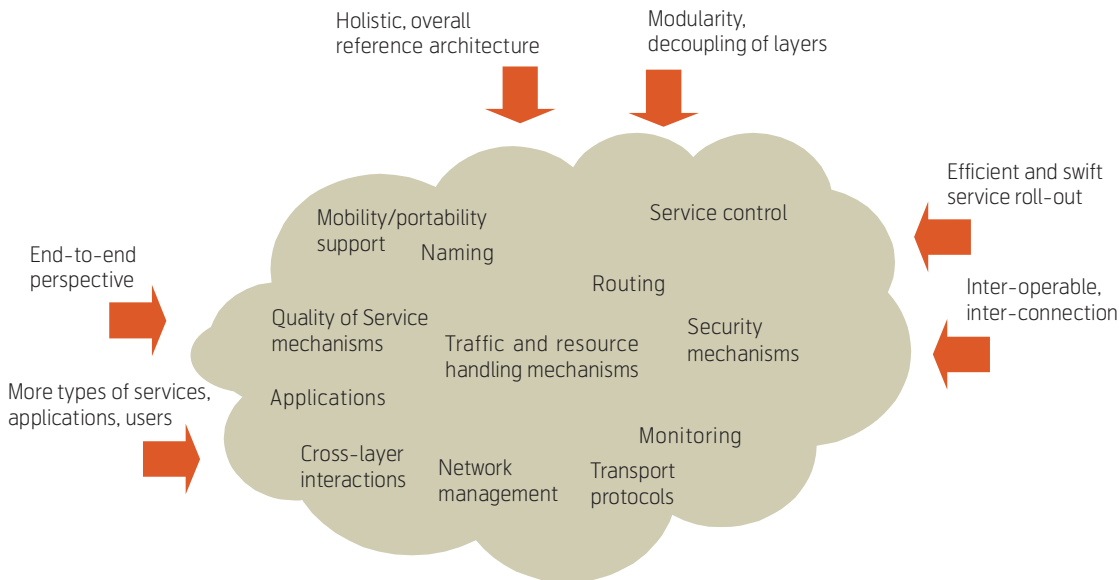 Holistic, overall
reference architecture
Modularity,
decoupling of layers
Efficient and swift
service roll-out
Mobility/portability
support
Naming
Service control
End-to-end
perspective
Routing
Inter-operable,
inter-connection
Quality of Service
mechanisms
Traffic and resource
handling mechanisms
Security
mechanisms
More types of services,
applications, users
Applications
Cross-layer
interactions
Network
management
Monitoring
Transport
protocols